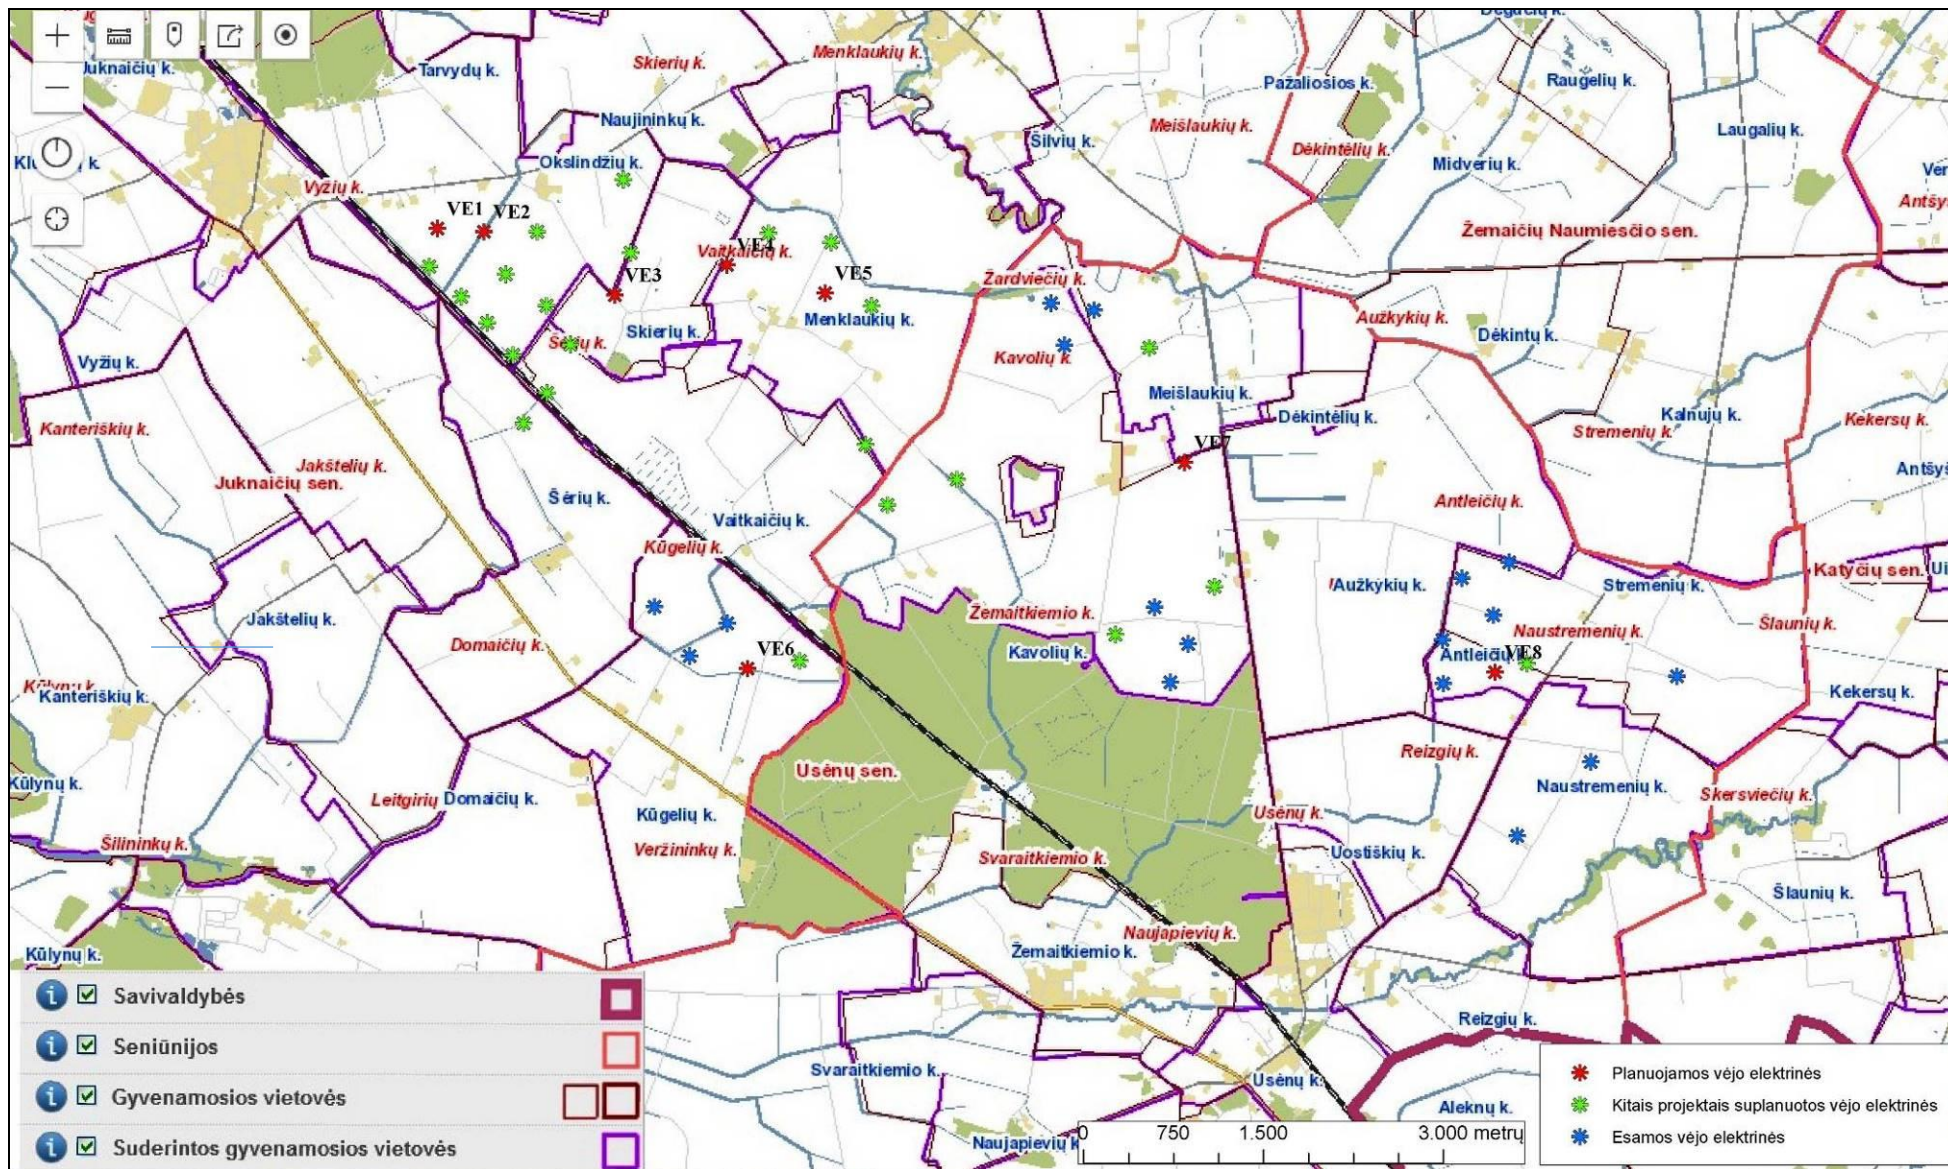 Degučių k.
Juknaičių k.
Tarvydų k.
Skierių k.
Menklaukių k.
Pažaliosios k.
Raugelių k.
Naujininkų k.
Šilvių k.
Meišlaukių k.
Dėkintėlių k.
Midverių k.
Laugalių k.
Okslindžių k.
Vyžių k.
VE1
VE2
Žemaičių Naumiesčio sen.
Vaitkaičių k.
VE4
VE3
VE5
Žardviečių k.
Skierių k.
Menklaukių k.
Aužkykių k.
Dėkintų k.
Šėrių k.
Kavolių k.
Vyžių k.
Meišlaukių k.
Dėkintėlių k.
Kalnujų k.
Kekersų k.
Kanteriškių k.
Stremenių k.
VE7
Jakštelių k.
Juknaičių sen.
Šėrių k.
Antleičių k.
Vaitkaičių k.
Kūgelių k.
Katyčių sen.
Aužkykių k.
Stremenių k.
Jakštelių k.
Žemaitkiemio k.
Naustremenių k.
Šlaunių k.
Domaičių k.
VE6
Kavolių k.
Antleičių k.
VE8
Kanteriškių k.
Kekersų k.
Reizgių k.
Usėnų sen.
Kūlynų k.
Leitgirių
Domaičių k.
Kūgelių k.
Naustremenių k.
Skersviečių k.
Usėnų k.
Šilininkų k.
Veržininkų k.
Svaraitkiemio k.
Uostiškių k.
Šlaunių k.
Naujapievių k.
Kūlynų k.
Žemaitkiemio k.
Reizgių k.
Svaraitkiemio k.
Usėnų k.
Aleknų k.
Naujapievių k
Savivaldybės
Seniūnijos
Gyvenamosios vietovės
Suderintos gyvenamosios vietovės
0 750 1.500 3.000 metrų
Planuojamos vėjo elektrinės
Kitais projektais suplanuotos vėjo elektrinės
Esamos vėjo elektrinės